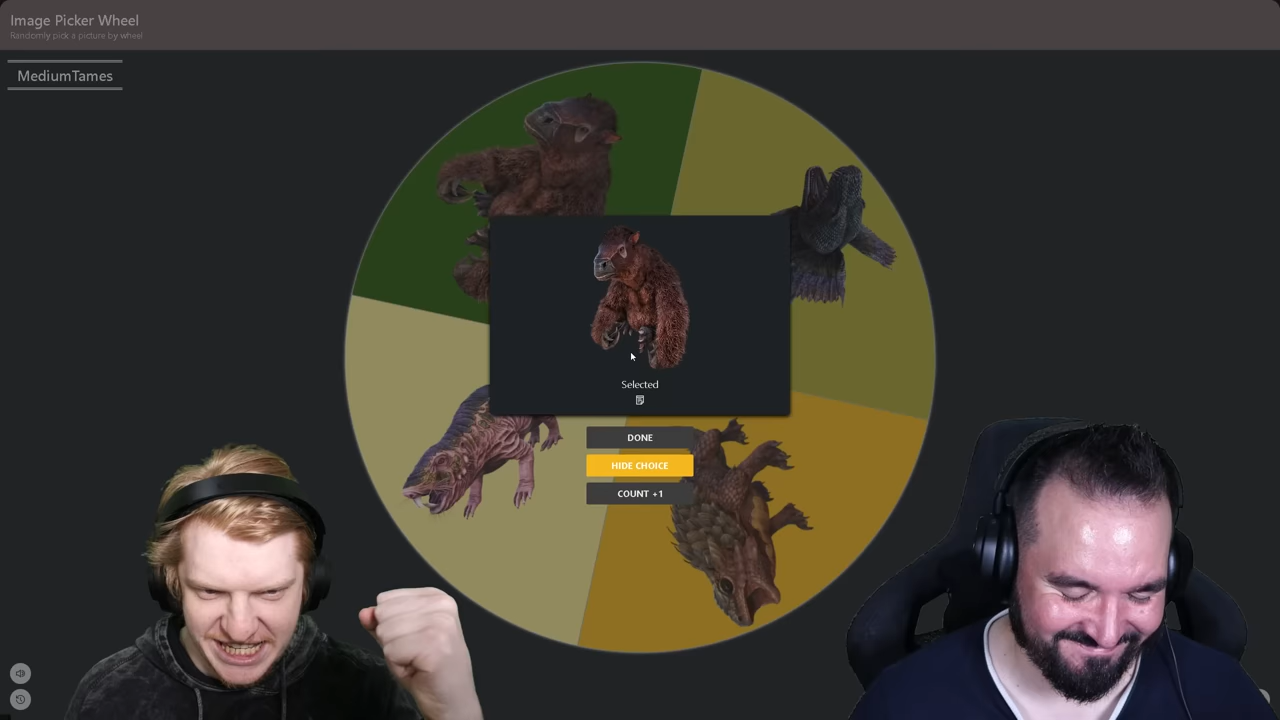 Image Picker Wheel
Randomly pick a picture by wheel
MediumTames
Selected
DONE
HIDE CHOICE
COUNT +1